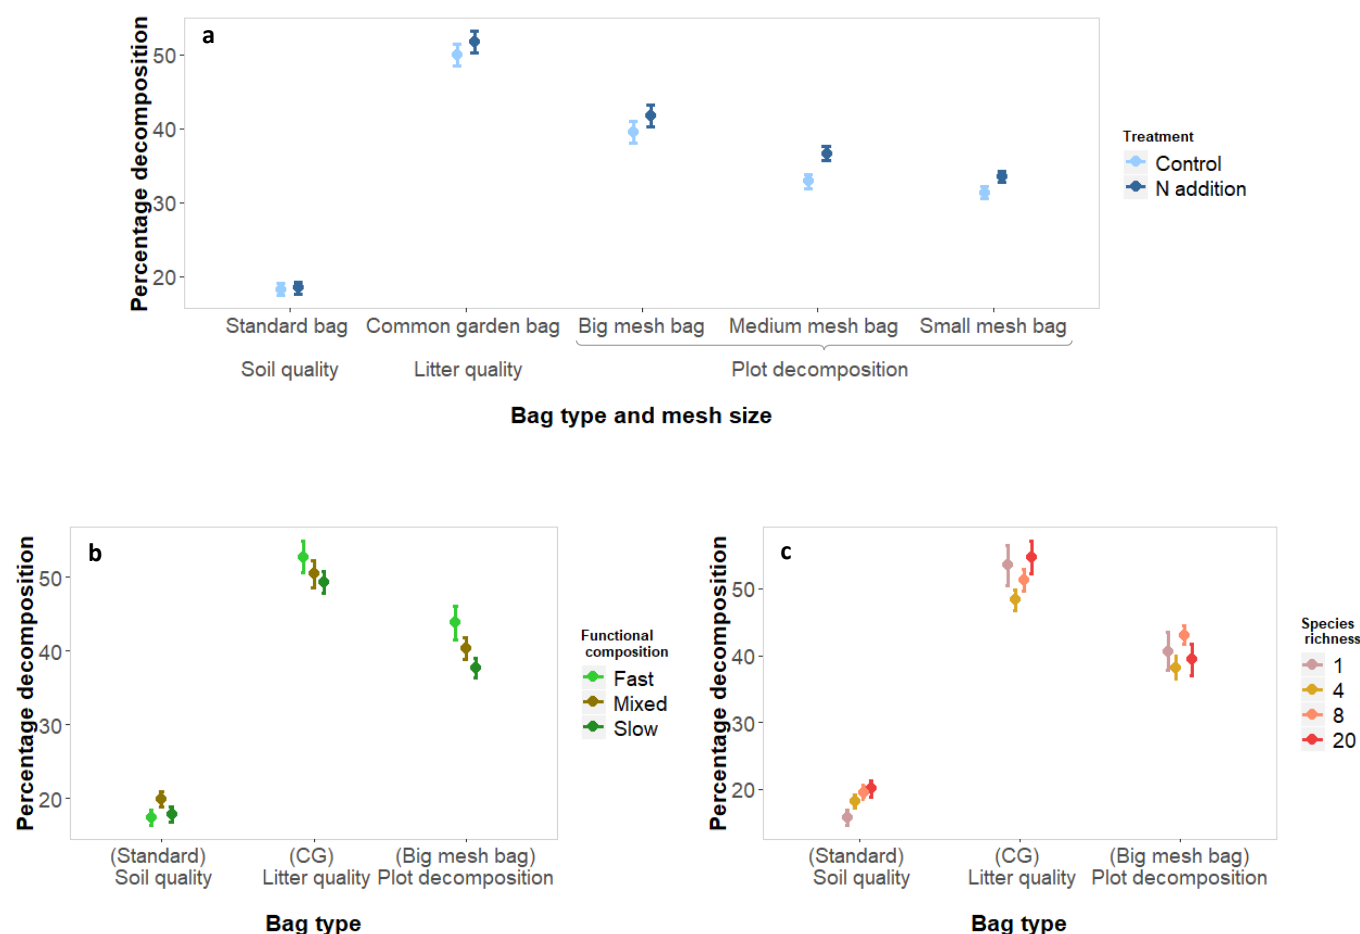 a
Percentage decomposition
50
40
30
20
Standard bag Common garden bag Big mesh bag Medium mesh bag Small mesh bag
Soil quality Litter quality Plot decomposition
Bag type and mesh size
Treatment
Control
N addition
b
Percentage decomposition
50
40
30
20
(Standard) (CG) (Big mesh bag)
Soil quality Litter quality Plot decomposition
Bag type
Functional
composition
Fast
Mixed
Slow
c
Percentage decomposition
50
40
30
20
(Standard) (CG) (Big mesh bag)
Soil quality Litter quality Plot decomposition
Bag type
Species
richness
1
4
8
20